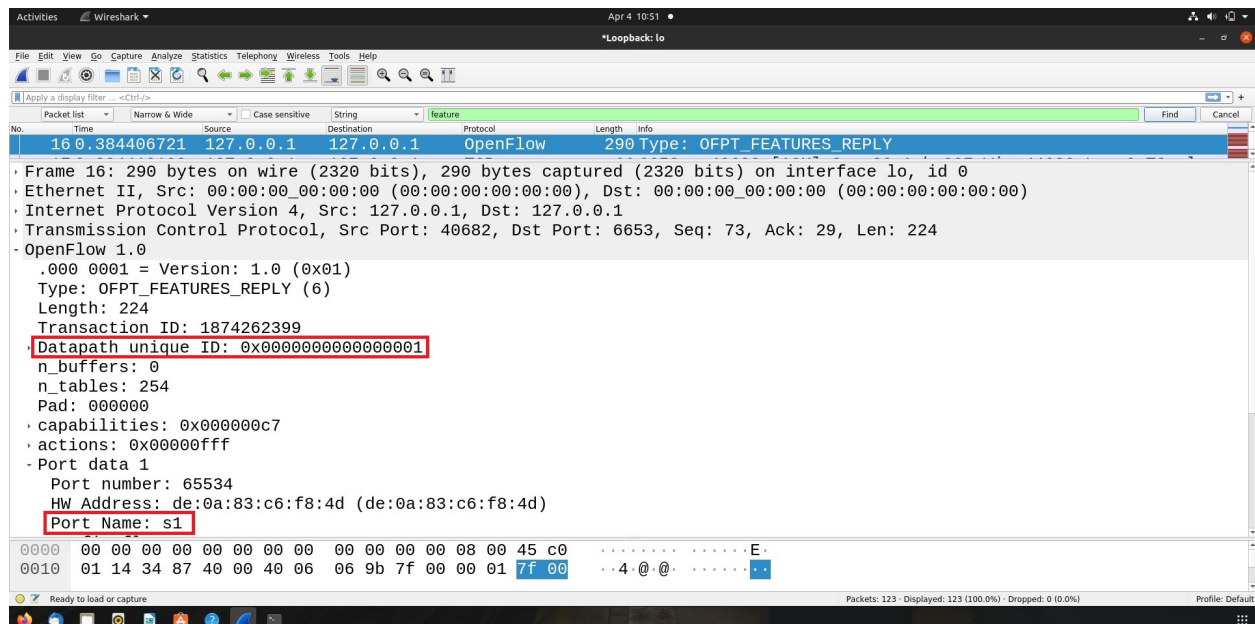 Activities Wireshark Apr 4 10:51
*Loopback: lo
File Edit View Go Capture Analyze Statistics Telephony Wireless Tools Help
Apply a display filter ... <Ctrl-/>
Packet list Narrow & Wide Case sensitive String feature Find Cancel
No. Time Source Destination Protocol Length Info
16 0.384406721 127.0.0.1 127.0.0.1 OpenFlow 290 Type: OFPT_FEATURES_REPLY
Frame 16: 290 bytes on wire (2320 bits), 290 bytes captured (2320 bits) on interface lo, id 0
Ethernet II, Src: 00:00:00_00:00:00 (00:00:00:00:00:00), Dst: 00:00:00_00:00:00 (00:00:00:00:00:00)
Internet Protocol Version 4, Src: 127.0.0.1, Dst: 127.0.0.1
Transmission Control Protocol, Src Port: 40682, Dst Port: 6653, Seq: 73, Ack: 29, Len: 224
OpenFlow 1.0
.000 0001 = Version: 1.0 (0x01)
Type: OFPT_FEATURES_REPLY (6)
Length: 224
Transaction ID: 1874262399
Datapath unique ID: 0x0000000000000001
n_buffers: 0
n_tables: 254
Pad: 000000
capabilities: 0x000000c7
actions: 0x00000fff
Port data 1
Port number: 65534
HW Address: de:0a:83:c6:f8:4d (de:0a:83:c6:f8:4d)
Port Name: s1
0000 00 00 00 00 00 00 00 00 00 00 00 00 08 00 45 c0 ········ ······E·
0010 01 14 34 87 40 00 40 06 06 9b 7f 00 00 01 7f 00 ··4·@·@· ········
Ready to load or capture Packets: 123 · Displayed: 123 (100.0%) · Dropped: 0 (0.0%) Profile: Default